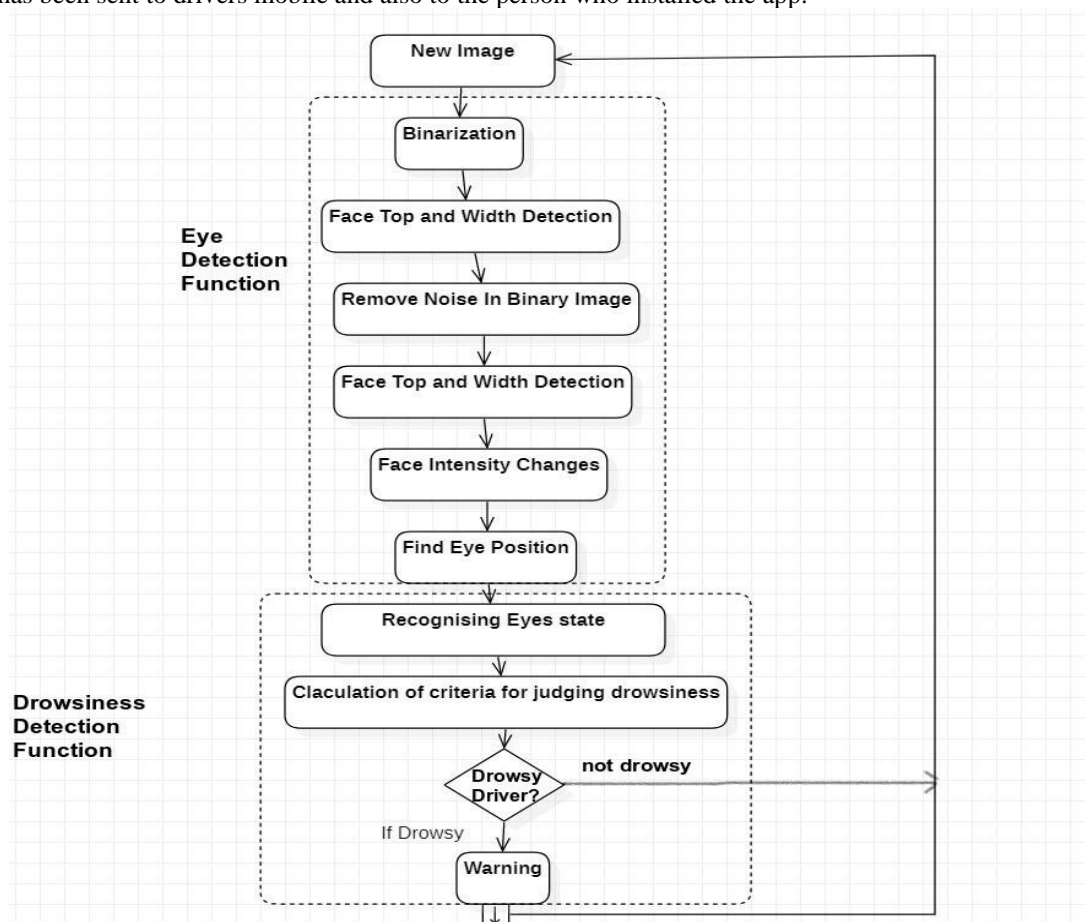 has been sent to drivers mobile and also to the person who installed the app.
New Image
Binarization
Face Top and Width Detection
Eye
Detection
Function
Remove Noise In Binary Image
Face Top and Width Detection
Face Intensity Changes
Find Eye Position
Recognising Eyes state
Claculation of criteria for judging drowsiness
Drowsiness
Detection
Function
Drowsy
Driver?
not drowsy
If Drowsy
Warning